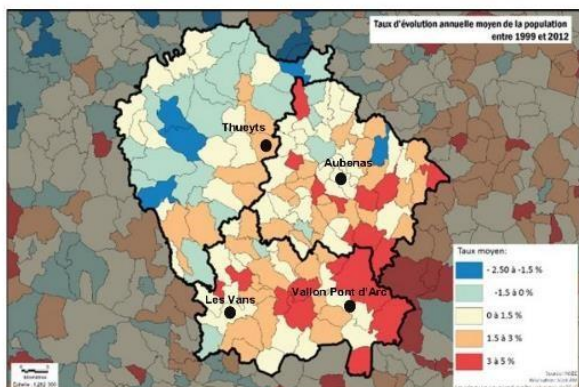 Taux d'évolution annuelle moyen de la population
entre 1999 et 2012
Thueyts
Aubenas
Les Vans
Vallon Pont d'Arc
Taux moyen:
- 2.50 à -1.5 %
-1.5 à 0 %
0 à 1.5 %
1.5 à 3 %
3 à 5 %